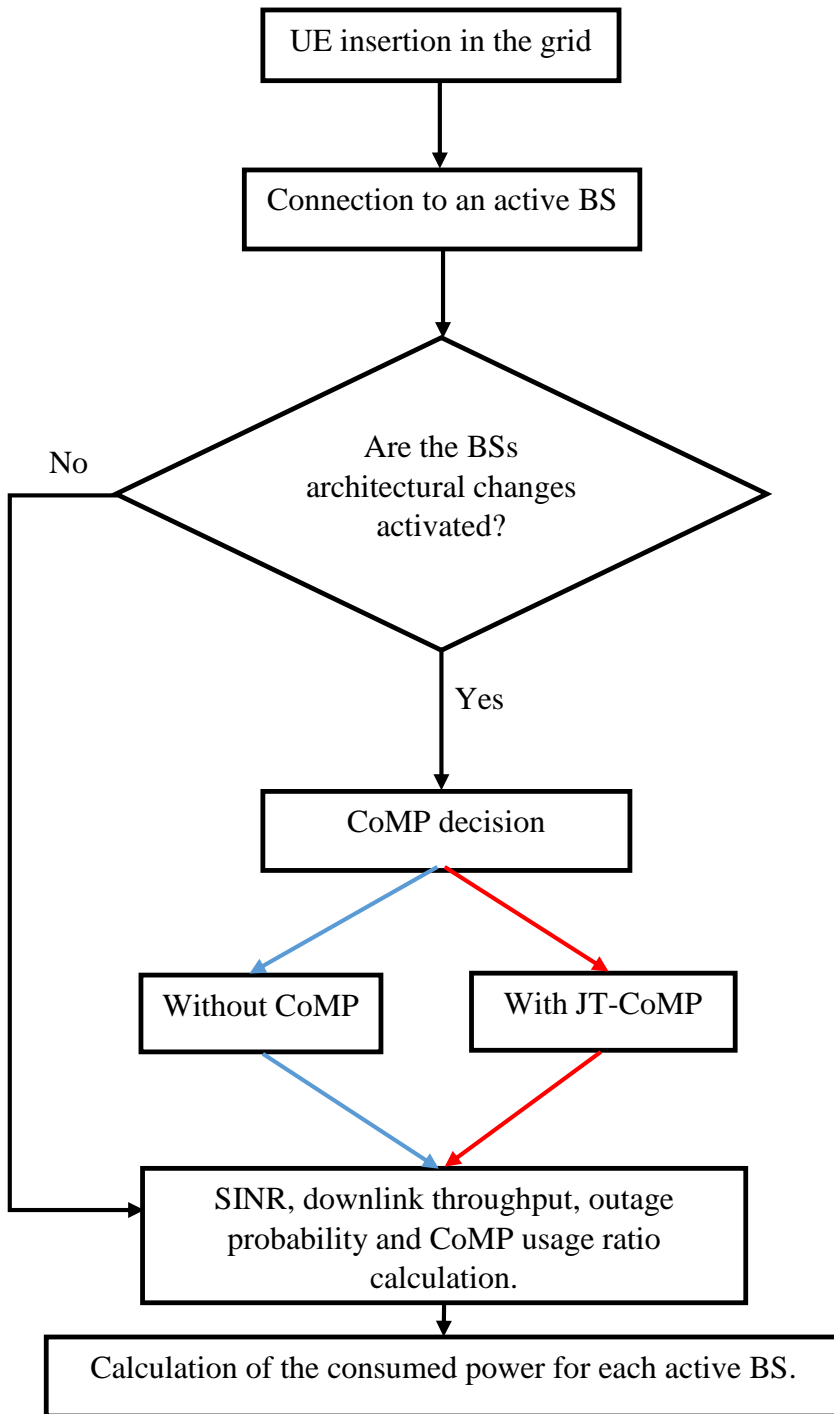 UE insertion in the grid
Connection to an active BS
Are the BSs
architectural changes
activated?
No
Yes
CoMP decision
Without CoMP
With JT-CoMP
SINR, downlink throughput, outage
probability and CoMP usage ratio
calculation.
Calculation of the consumed power for each active BS.